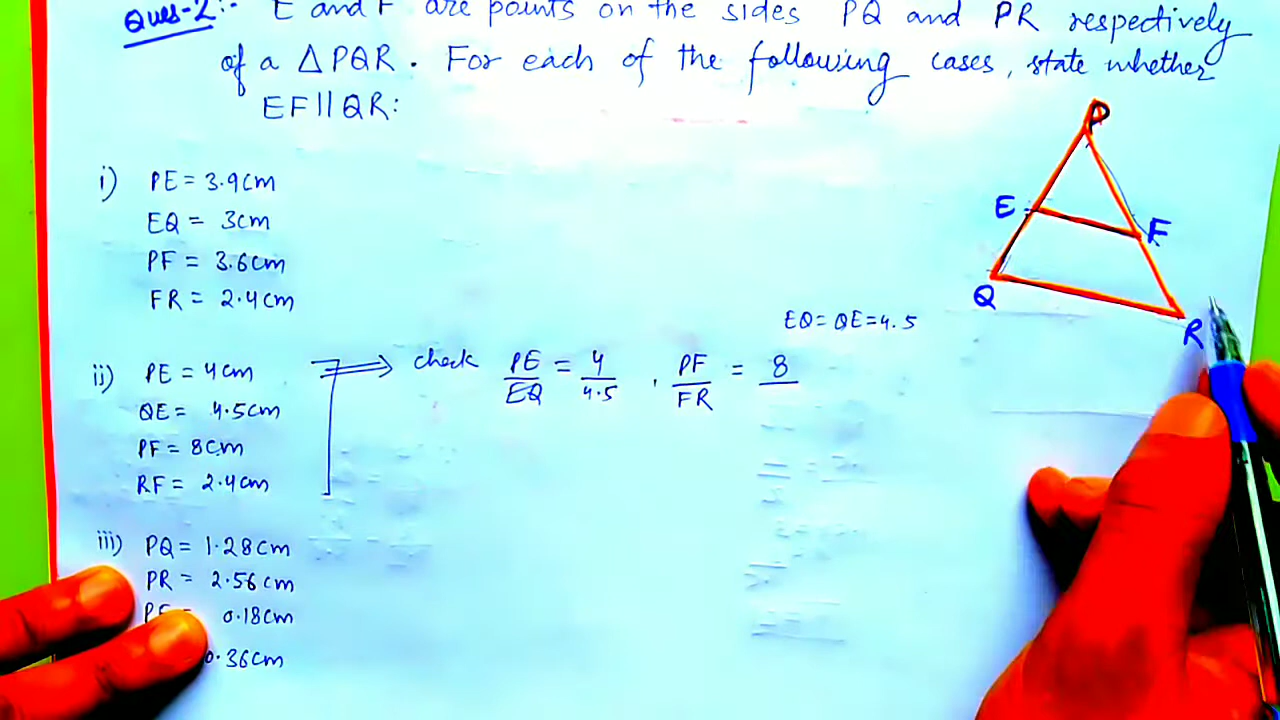 Ques-2:- E and F are points on the sides PQ and PR respectively
of a △PQR. For each of the following cases, state whether
EF||QR:
P
E
F
Q
R
i) PE = 3.9cm
EQ = 3cm
PF = 3.6cm
FR = 2.4cm
EQ = QE = 4.5
ii) PE = 4cm
QE = 4.5cm
PF = 8cm
RF = 2.4cm
check PE/EQ = 4/4.5 , PF/FR = 8/
iii) PQ = 1.28cm
PR = 2.56cm
0.18cm
0.36cm